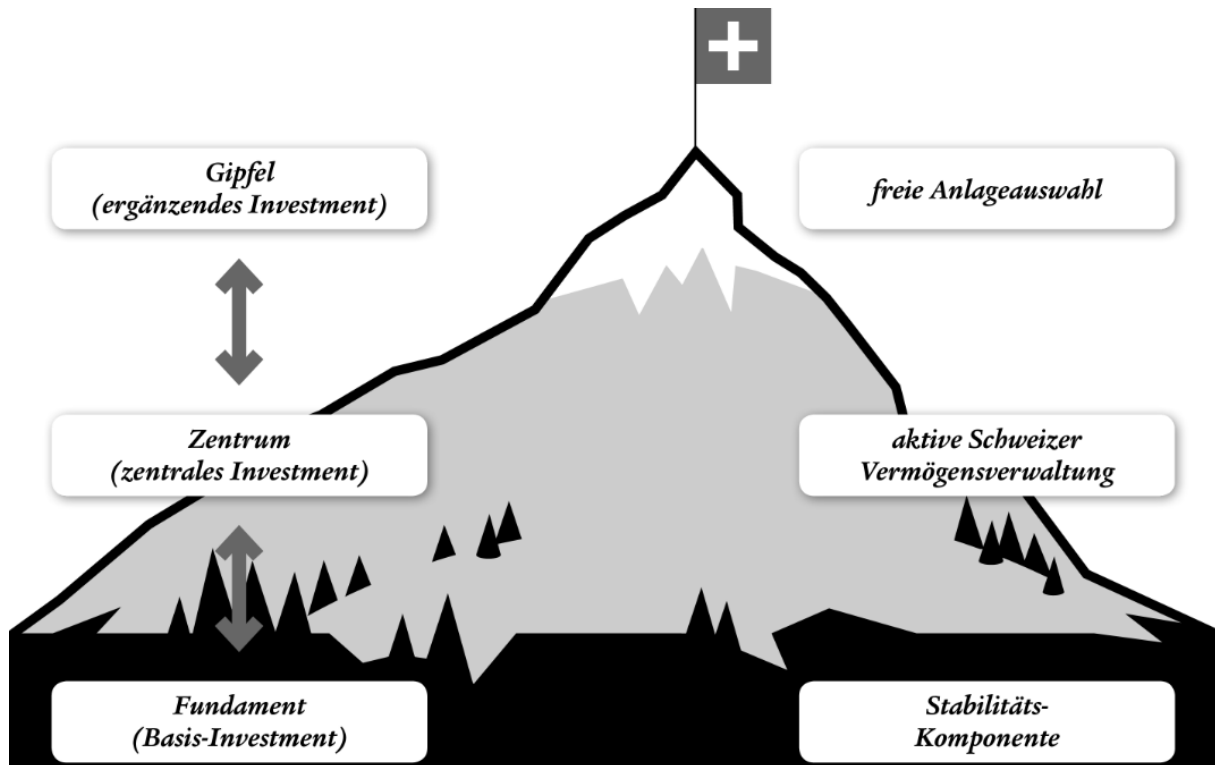 Gipfel
(ergänzendes Investment)
freie Anlageauswahl
Zentrum
(zentrales Investment)
aktive Schweizer
Vermögensverwaltung
Fundament
(Basis-Investment)
Stabilitäts-
Komponente